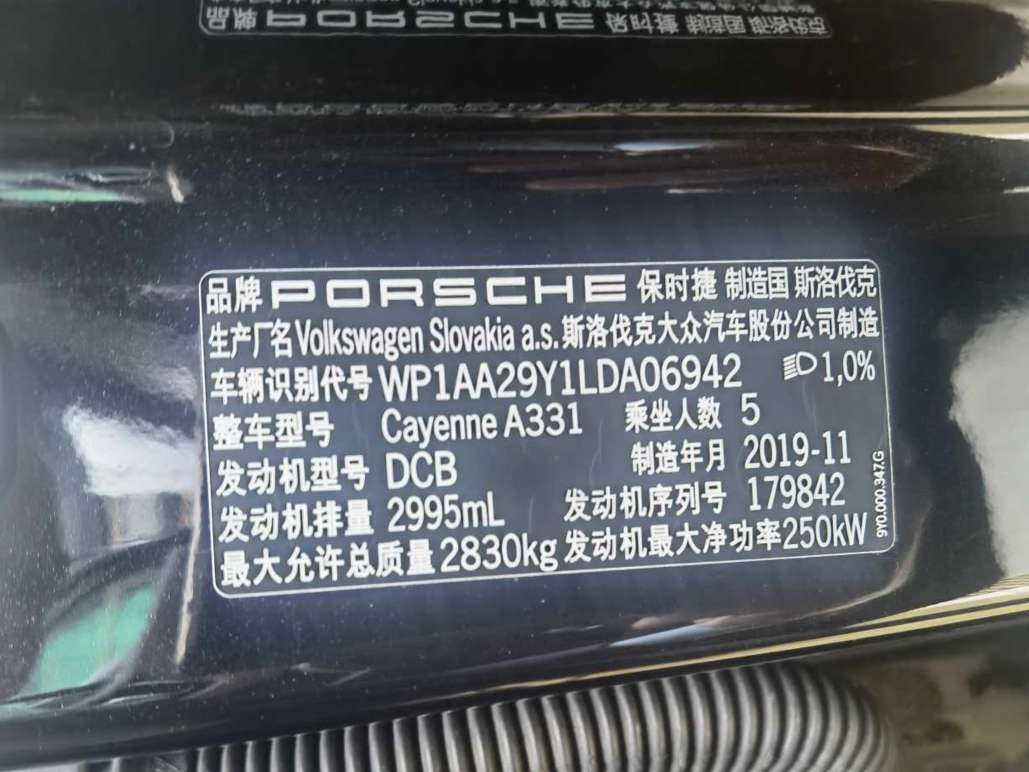 品牌 PORSCHE 保时捷 制造国 斯洛伐克
生产厂名 Volkswagen Slovakia a.s. 斯洛伐克大众汽车股份公司制造
车辆识别代号 WP1AA29Y1LDA06942 1,0%
整车型号 Cayenne A331 乘坐人数 5
发动机型号 DCB 制造年月 2019-11
发动机排量 2995mL 发动机序列号 179842
最大允许总质量 2830kg 发动机最大净功率 250kW
9Y0.000.347.G